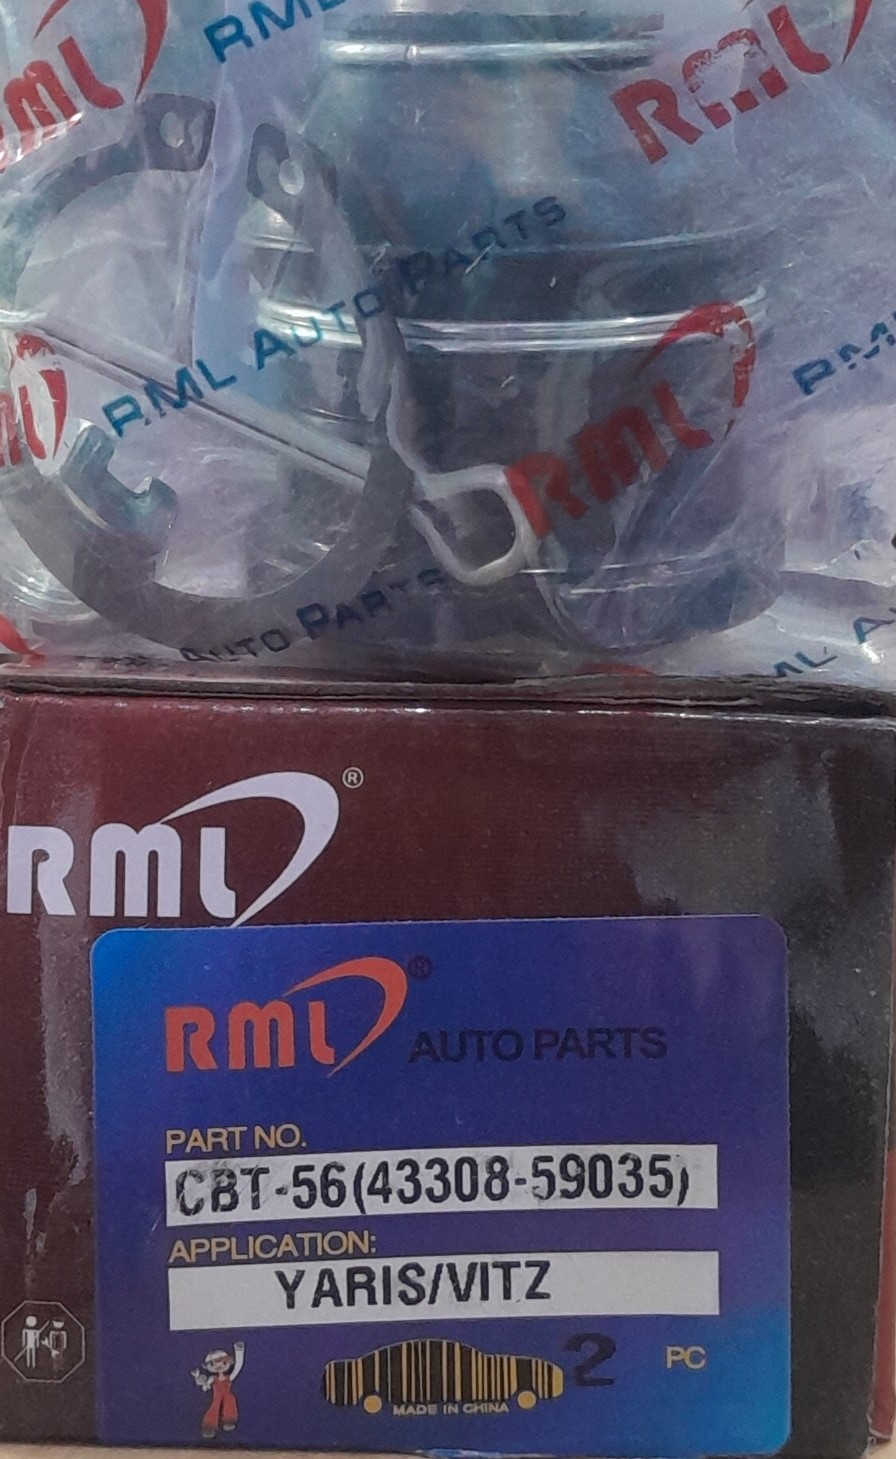 RML
RML
RML
RML AUTO PARTS
RML
RML
AUTO PARTS
RML®
RML® AUTO PARTS
PART NO.
CBT-56(43308-59035)
APPLICATION:
YARIS/VITZ
2 PC
MADE IN CHINA